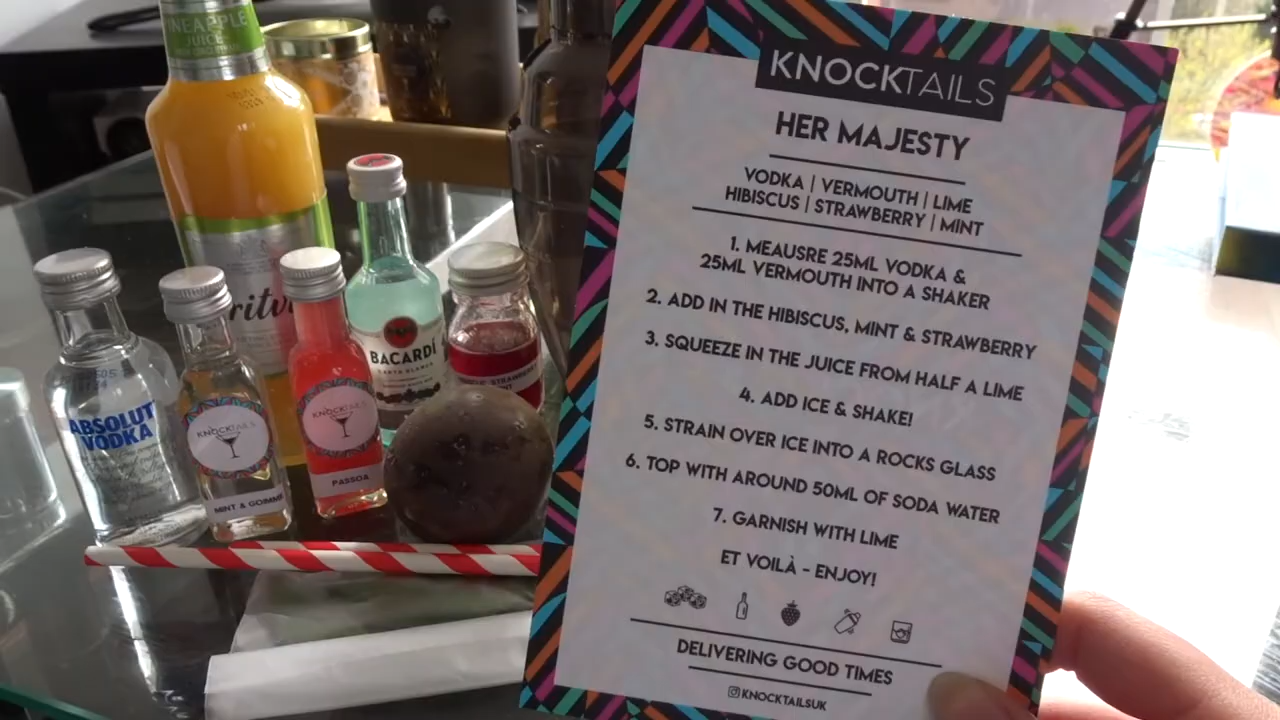 PINEAPPLE
JUICE
ABSOLUT
VODKA
KNOCKTAILS
MINT & GOMME
KNOCKTAILS
PASSOA
BACARDÍ
CARTA BLANCA
KNOCKTAILS
HER MAJESTY
VODKA | VERMOUTH | LIME
HIBISCUS | STRAWBERRY | MINT
1. MEAUSRE 25ML VODKA &
25ML VERMOUTH INTO A SHAKER
2. ADD IN THE HIBISCUS, MINT & STRAWBERRY
3. SQUEEZE IN THE JUICE FROM HALF A LIME
4. ADD ICE & SHAKE!
5. STRAIN OVER ICE INTO A ROCKS GLASS
6. TOP WITH AROUND 50ML OF SODA WATER
7. GARNISH WITH LIME
ET VOILÀ - ENJOY!
DELIVERING GOOD TIMES
KNOCKTAILSUK